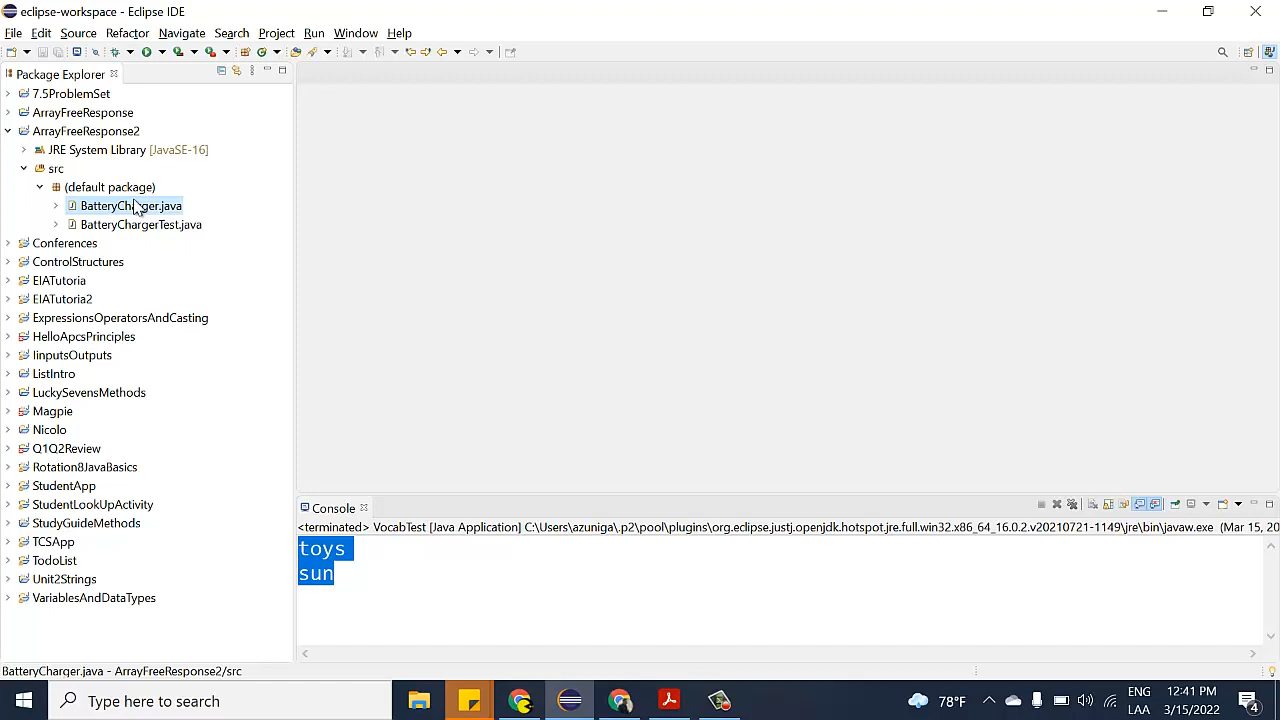 eclipse-workspace - Eclipse IDE
File Edit Source Refactor Navigate Search Project Run Window Help
Package Explorer
7.5ProblemSet
ArrayFreeResponse
ArrayFreeResponse2
JRE System Library [JavaSE-16]
src
(default package)
BatteryCharger.java
BatteryChargerTest.java
Conferences
ControlStructures
EIATutoria
EIATutoria2
ExpressionsOperatorsAndCasting
HelloApcsPrinciples
IinputsOutputs
ListIntro
LuckySevensMethods
Magpie
Nicolo
Q1Q2Review
Rotation8JavaBasics
StudentApp
StudentLookUpActivity
StudyGuideMethods
TCSApp
TodoList
Unit2Strings
VariablesAndDataTypes
Console
<terminated> VocabTest [Java Application] C:\Users\azuniga\.p2\pool\plugins\org.eclipse.justj.openjdk.hotspot.jre.full.win32.x86_64_16.0.2.v20210721-1149\jre\bin\javaw.exe (Mar 15, 20
toys
sun
BatteryCharger.java - ArrayFreeResponse2/src
Type here to search
78°F
ENG
LAA
12:41 PM
3/15/2022
4